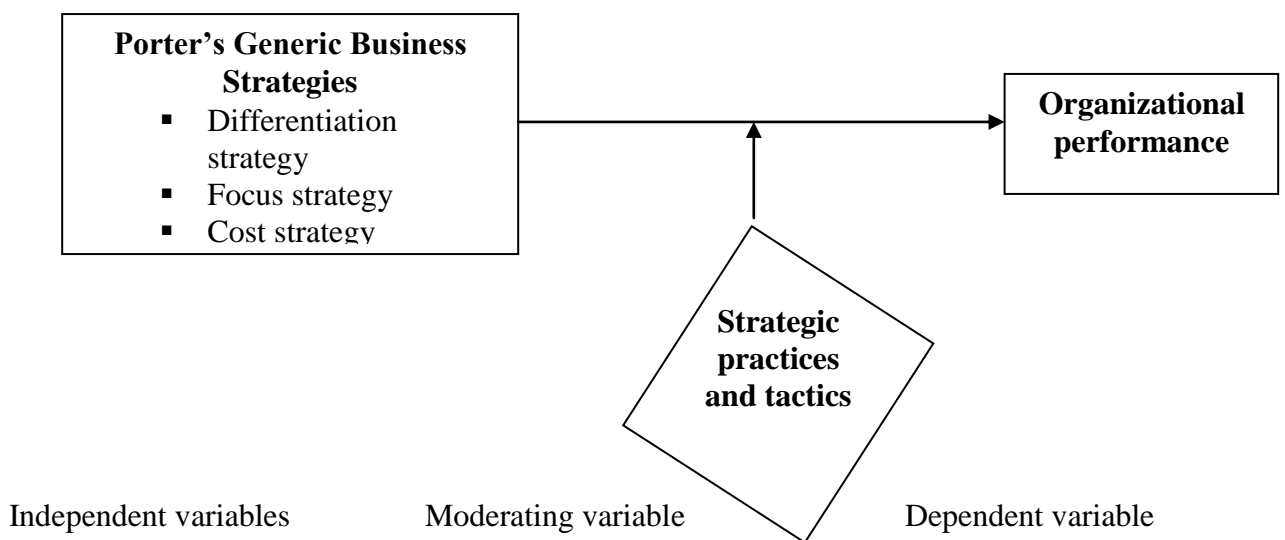 Porter’s Generic Business
Strategies
▪ Differentiation
strategy
▪ Focus strategy
▪ Cost strategy
Organizational
performance
Strategic
practices
and tactics
Independent variables
Moderating variable
Dependent variable